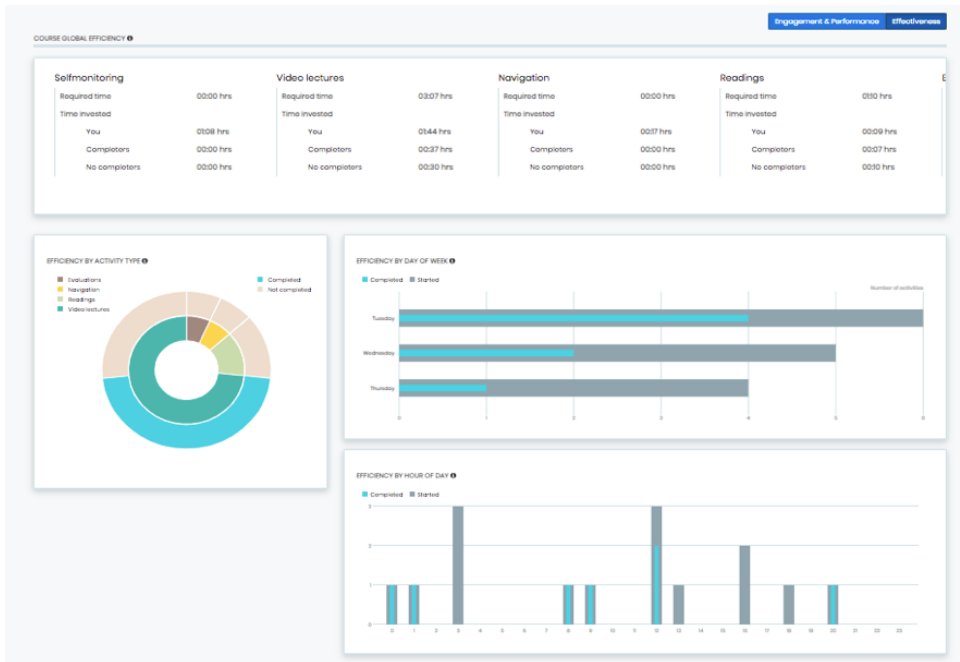 Engagement & Performance Effectiveness
COURSE GLOBAL EFFICIENCY
Selfmonitoring
Required time 00:00 hrs
Time invested
You 01:08 hrs
Completers 00:00 hrs
No completers 00:00 hrs
Video lectures
Required time 03:07 hrs
Time invested
You 01:44 hrs
Completers 00:37 hrs
No completers 00:30 hrs
Navigation
Required time 00:00 hrs
Time invested
You 00:17 hrs
Completers 00:00 hrs
No completers 00:00 hrs
Readings
Required time 01:10 hrs
Time invested
You 00:09 hrs
Completers 00:07 hrs
No completers 00:10 hrs
EFFICIENCY BY ACTIVITY TYPE
Evaluations
Navigation
Readings
Video lectures
Completed
Not completed
EFFICIENCY BY DAY OF WEEK
Completed Started
Number of activities
Tuesday
Wednesday
Thursday
0 1 2 3 4 5 6
EFFICIENCY BY HOUR OF DAY
Completed Started
3
2
1
0
0 1 2 3 4 5 6 7 8 9 10 11 12 13 14 15 16 17 18 19 20 21 22 23